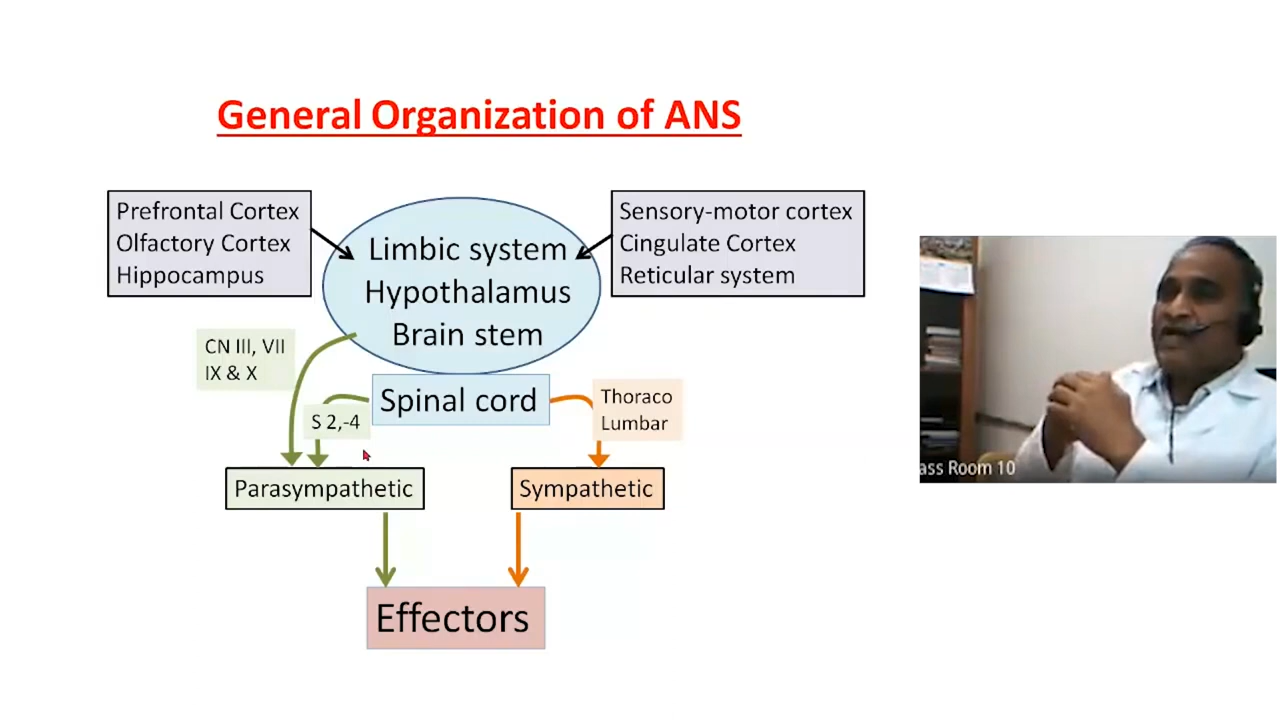 General Organization of ANS
Prefrontal Cortex
Olfactory Cortex
Hippocampus
Limbic system
Hypothalamus
Brain stem
Sensory-motor cortex
Cingulate Cortex
Reticular system
CN III, VII
IX & X
Spinal cord
S 2,-4
Thoraco
Lumbar
Parasympathetic
Sympathetic
Effectors
ass Room 10